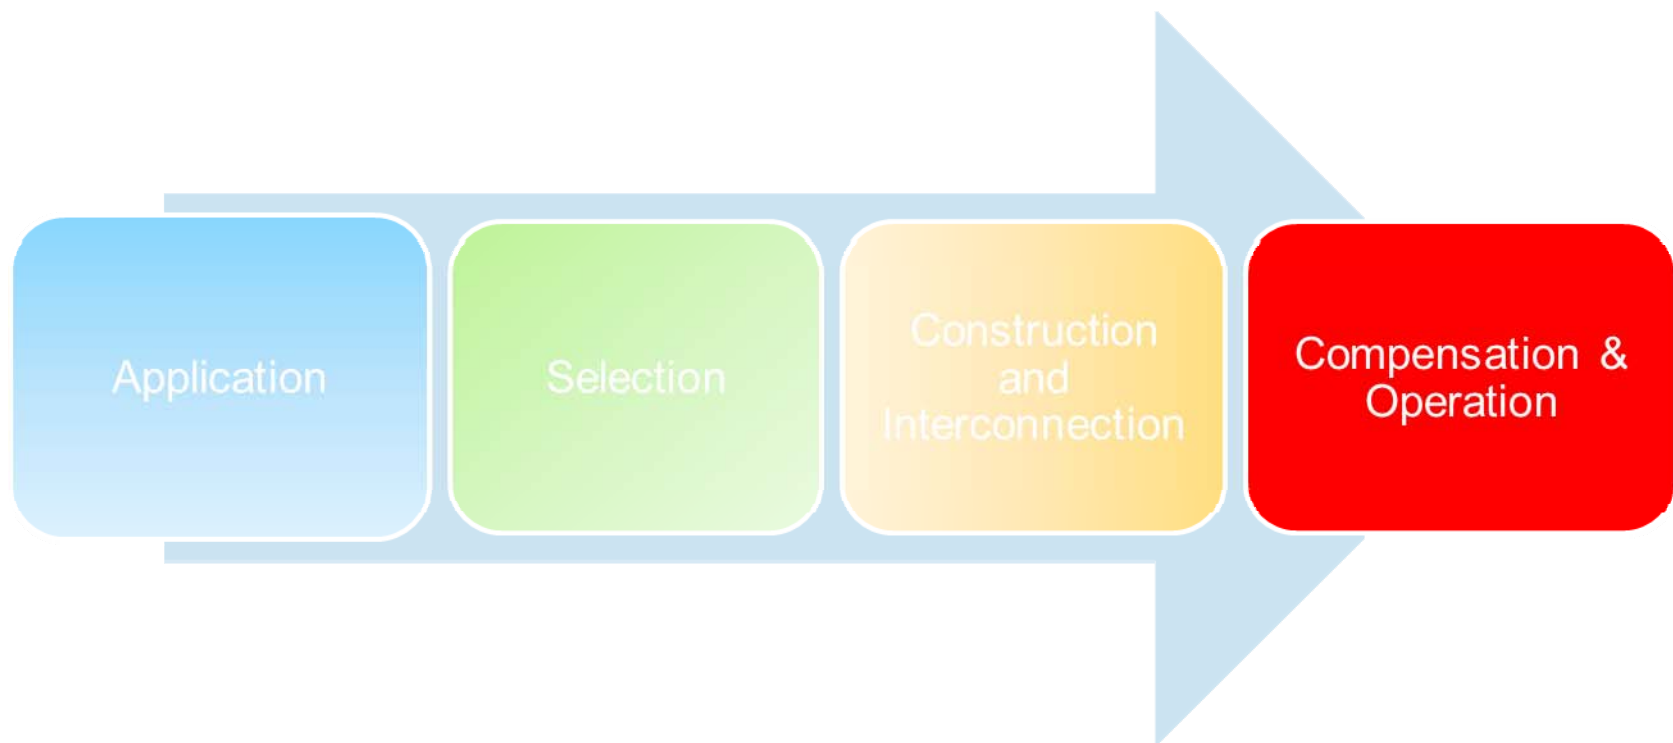 Application
Selection
Construction
and
Interconnection
Compensation &
Operation